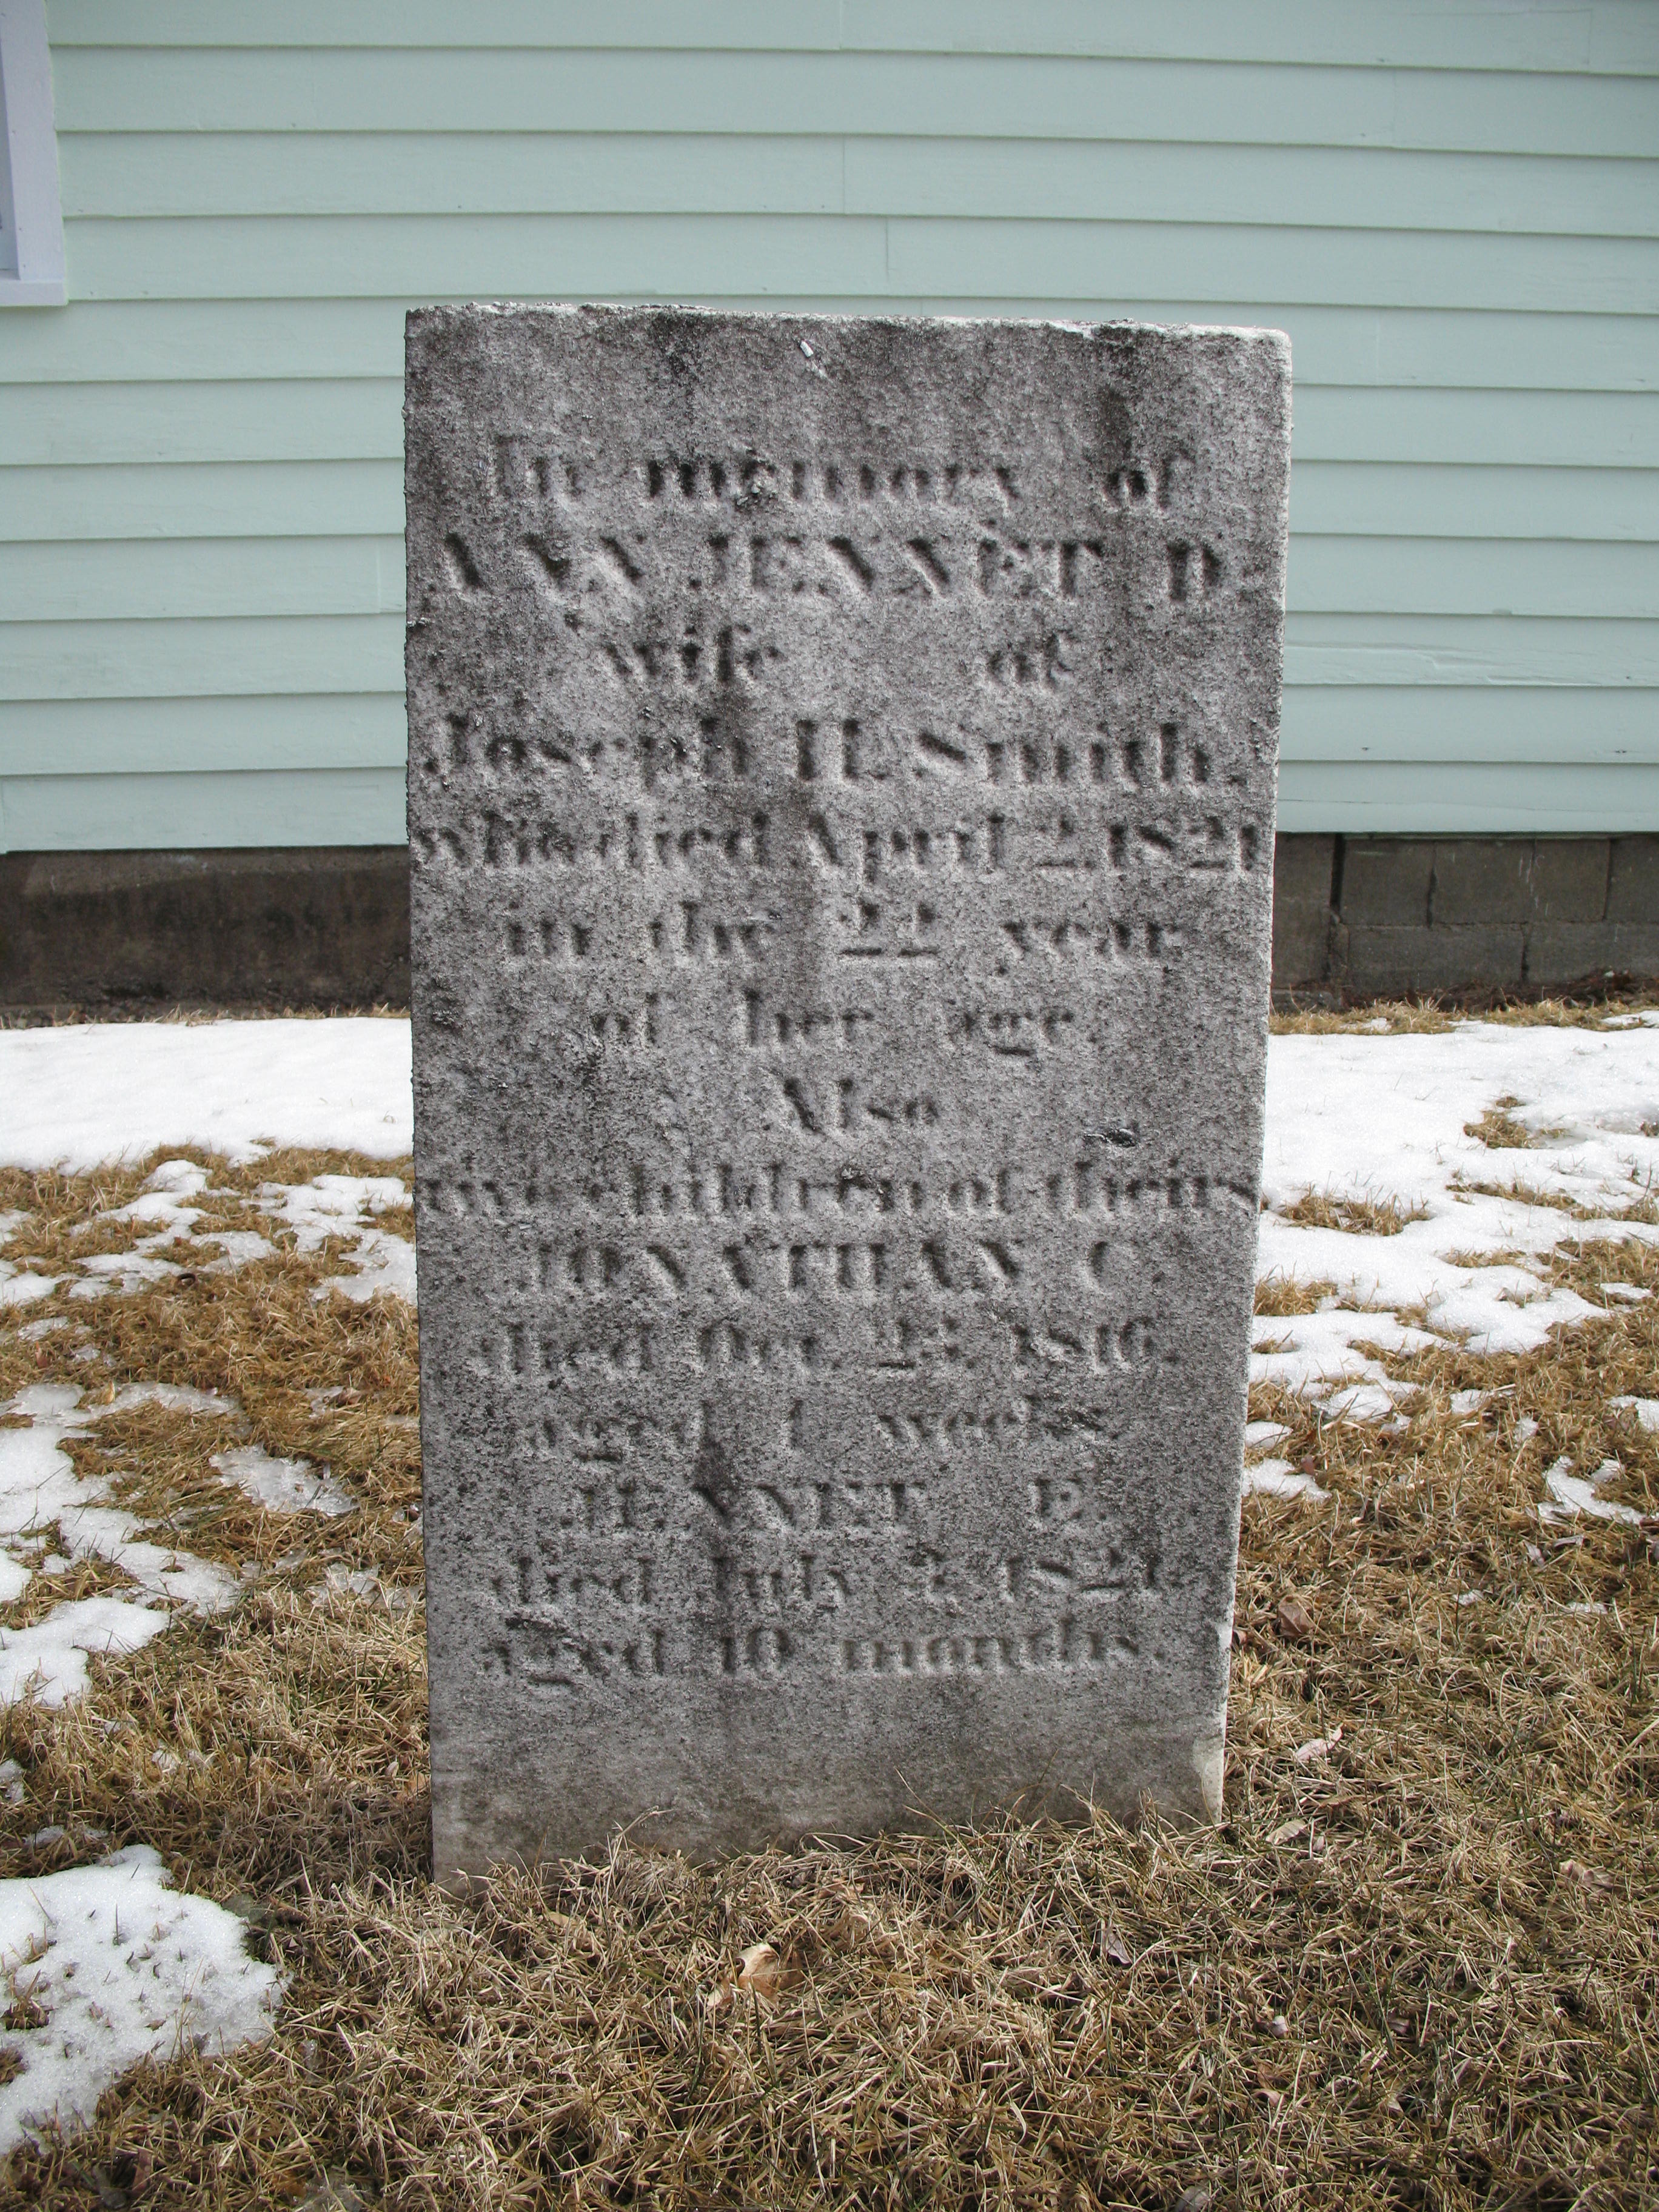 In memory of
ANN JENNET D.
wife of
Joseph H. Smith.
who died April 2, 1821
in the year
of her age.
Also
two children of theirs
JONATHAN C.
died Dec. 1816.
aged weeks.
JENNET E.
died July 1821.
aged 10 months.